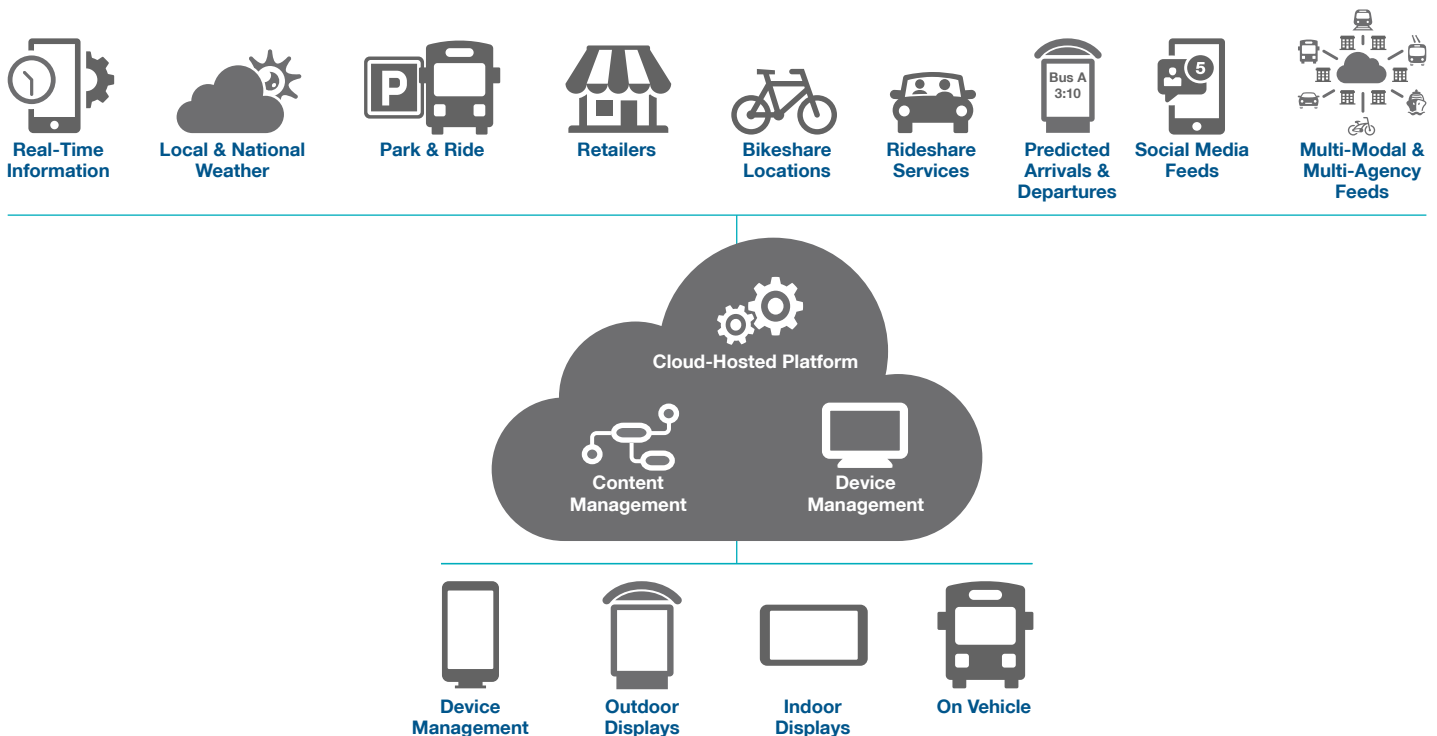 P
Bus A
3:10
5
Real-Time
Information
Local & National
Weather
Park & Ride
Retailers
Bikeshare
Locations
Rideshare
Services
Predicted
Arrivals &
Departures
Social Media
Feeds
Multi-Modal &
Multi-Agency
Feeds
Cloud-Hosted Platform
Content
Management
Device
Management
Device
Management
Outdoor
Displays
Indoor
Displays
On Vehicle